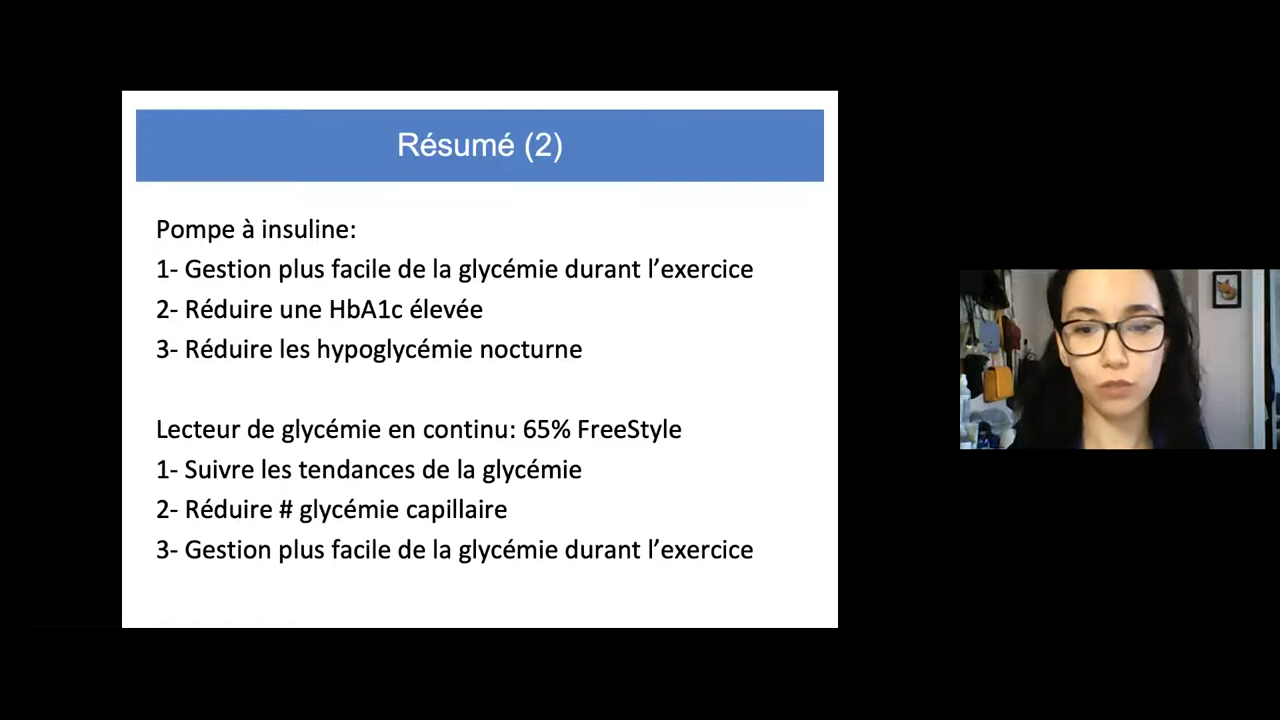 Résumé (2)
Pompe à insuline:
1- Gestion plus facile de la glycémie durant l’exercice
2- Réduire une HbA1c élevée
3- Réduire les hypoglycémie nocturne
Lecteur de glycémie en continu: 65% FreeStyle
1- Suivre les tendances de la glycémie
2- Réduire # glycémie capillaire
3- Gestion plus facile de la glycémie durant l’exercice